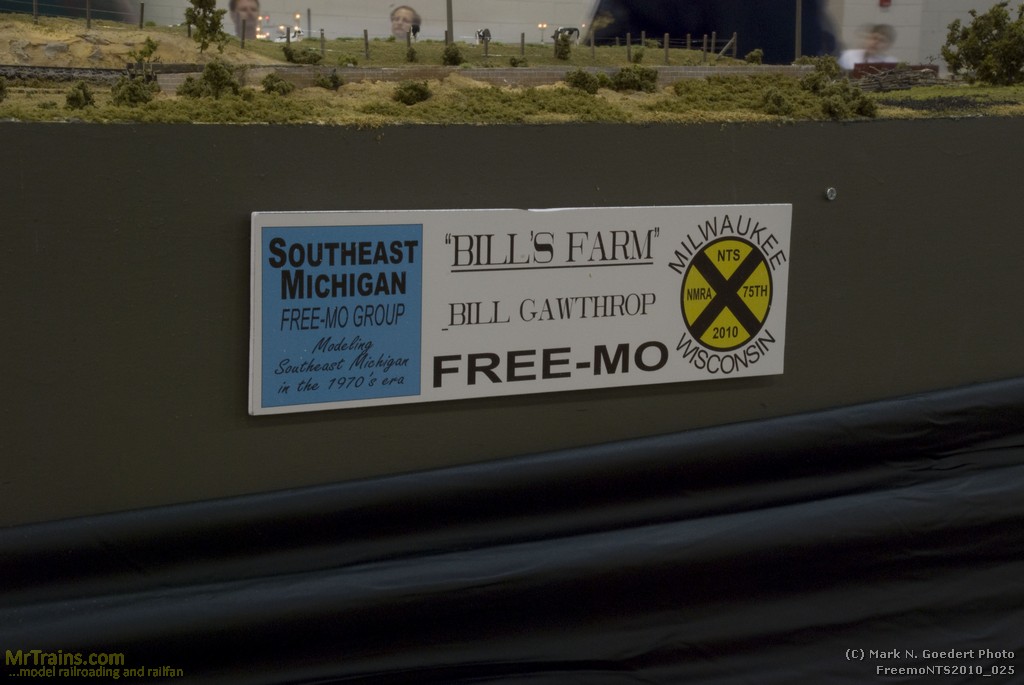 SOUTHEAST
MICHIGAN
FREE-MO GROUP
Modeling
Southeast Michigan
in the 1970's era
"BILL'S FARM"
BILL GAWTHROP
FREE-MO
MILWAUKEE
NTS
NMRA 75TH
2010
WISCONSIN
MrTrains.com
...model railroading and railfan
(C) Mark N. Goedert Photo
FreemoNTS2010_025